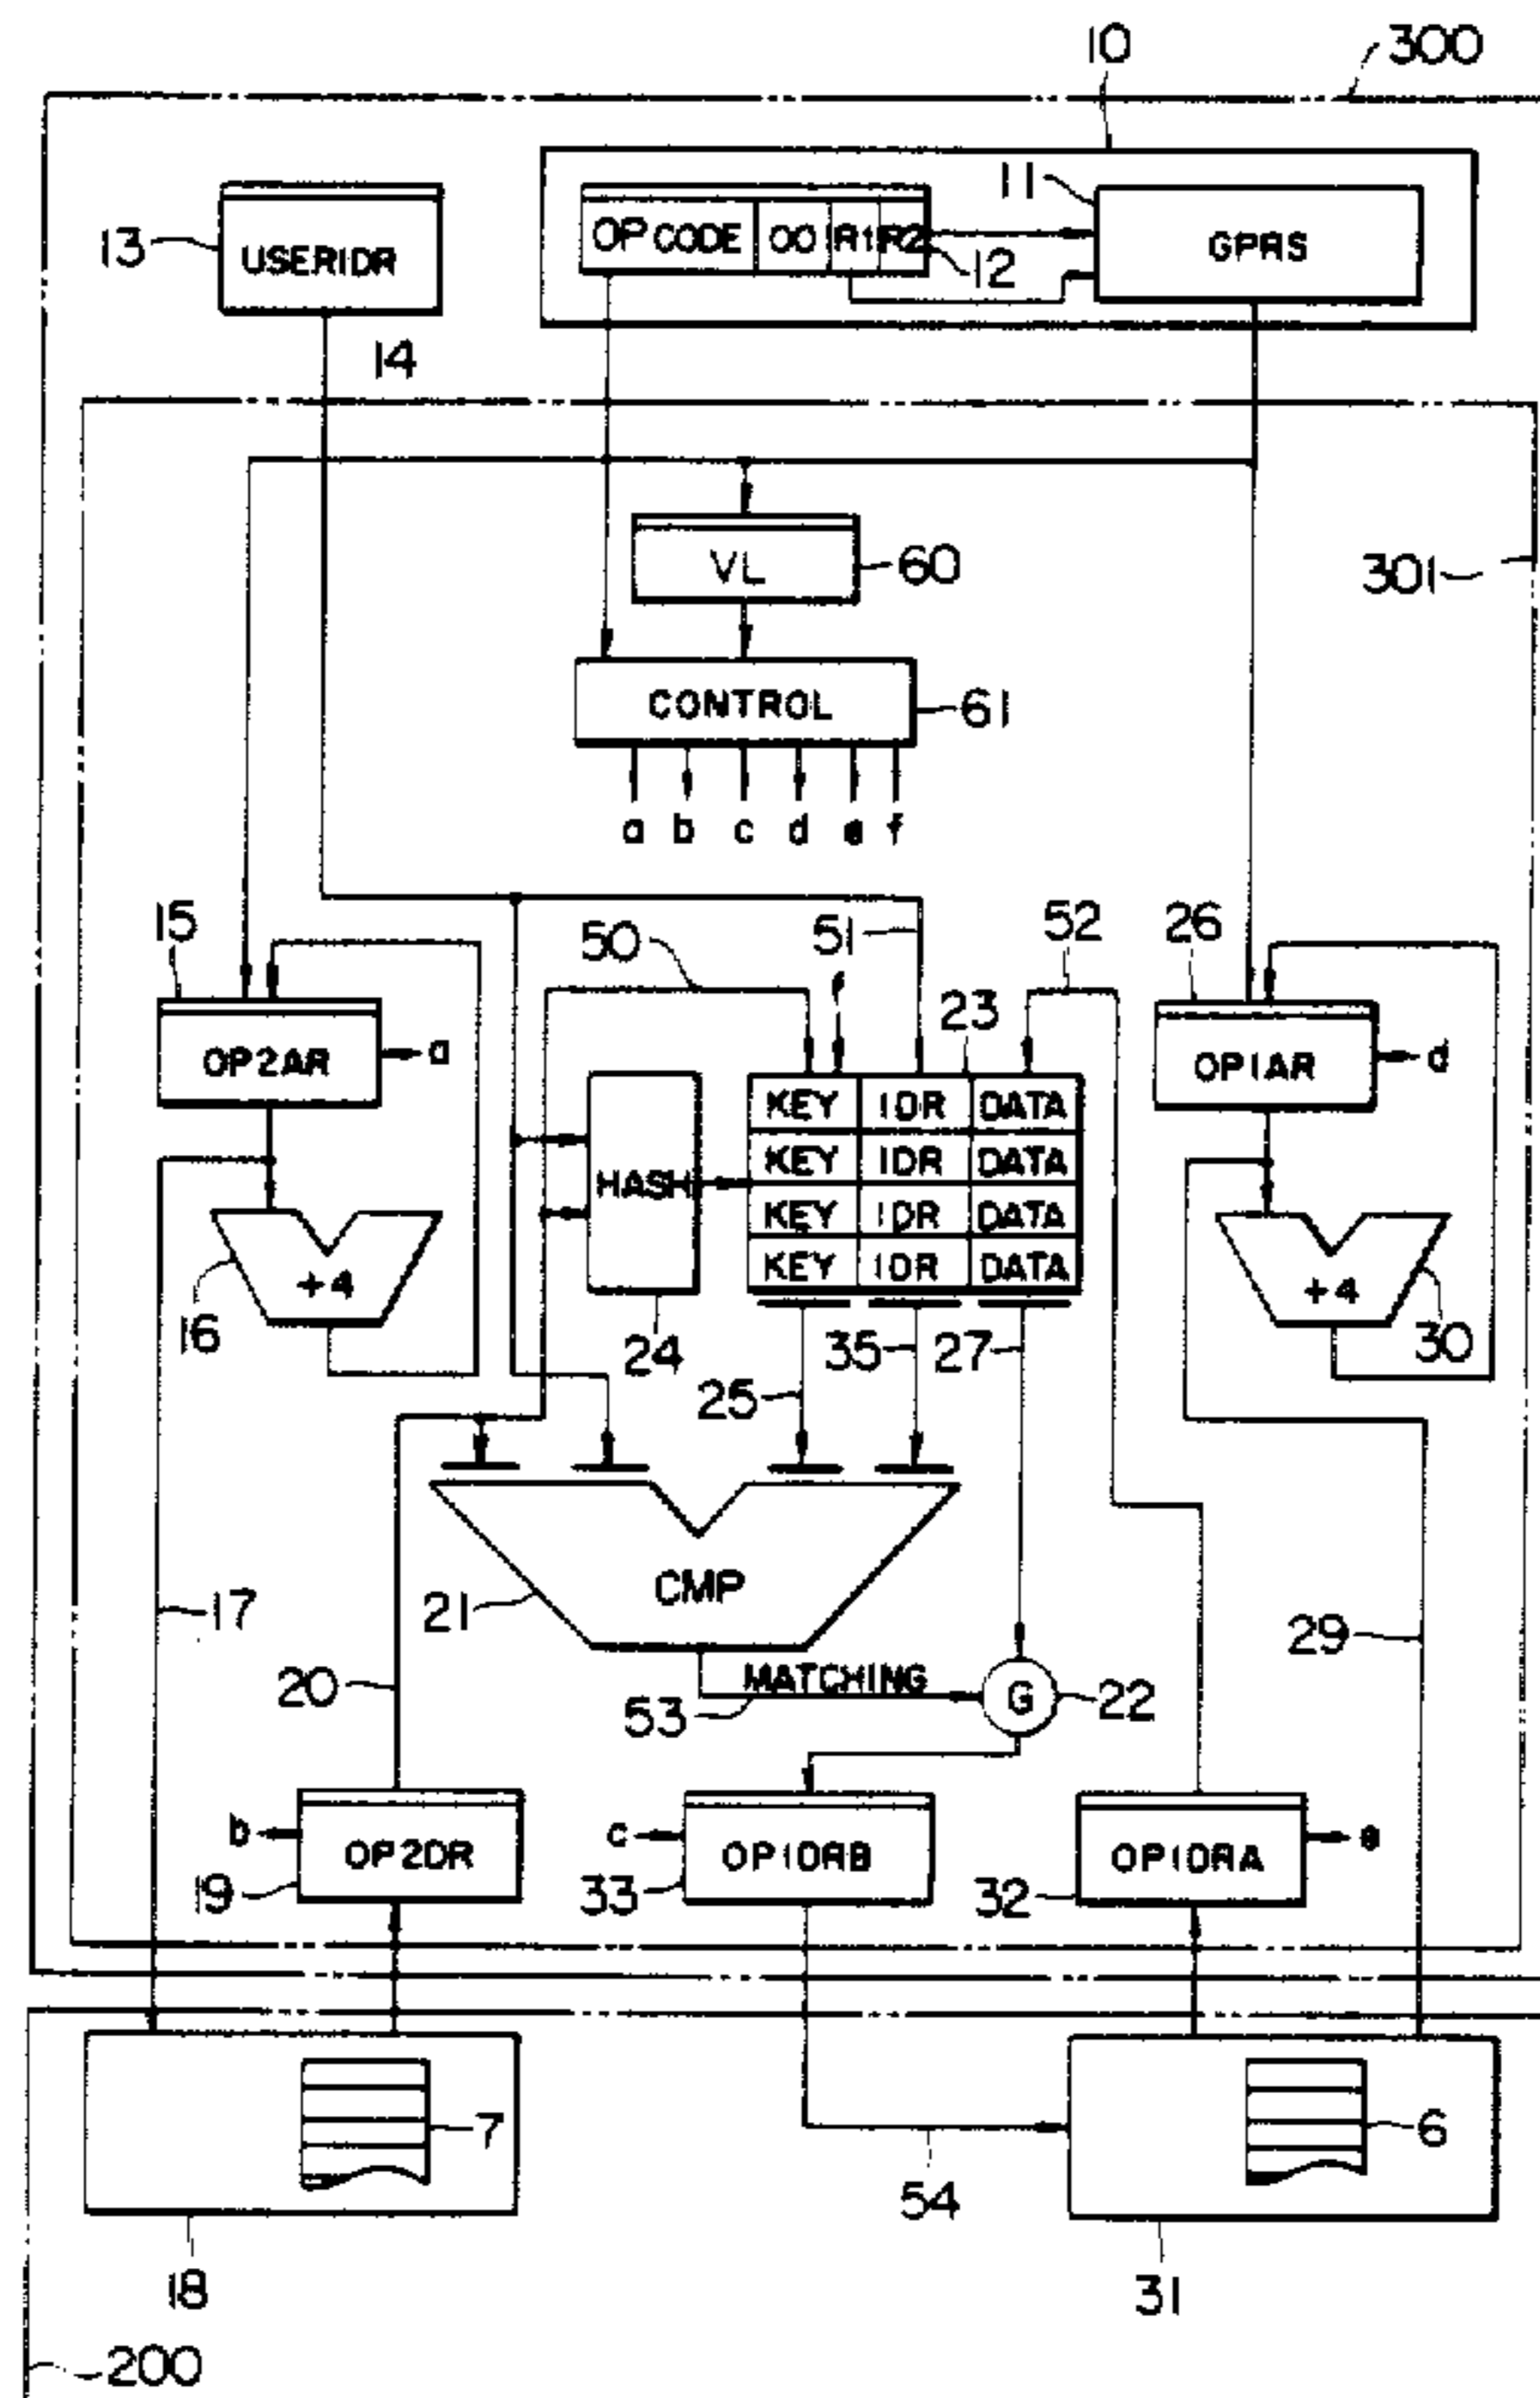 10
300
11
OP CODE 00 R1 R2
GPRS
13
USERIDR
12
14
VL
60
301
CONTROL
61
a b c d e f
15
50
51
52
26
f
23
OP2AR
a
OP1AR
d
KEY IDR DATA
KEY IDR DATA
HASH
KEY IDR DATA
KEY IDR DATA
+4
+4
16
24
35
27
30
25
CMP
21
17
29
20
MATCHING
53
G
22
b
OP2DR
c
OP1DRB
OP1DRA
e
19
33
32
7
6
54
18
31
200